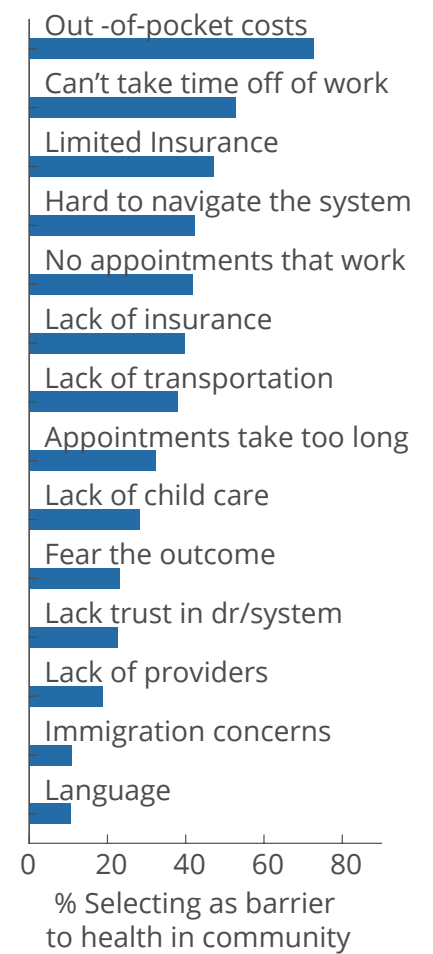 Out -of-pocket costs
Can’t take time off of work
Limited Insurance
Hard to navigate the system
No appointments that work
Lack of insurance
Lack of transportation
Appointments take too long
Lack of child care
Fear the outcome
Lack trust in dr/system
Lack of providers
Immigration concerns
Language
0 20 40 60 80
% Selecting as barrier
to health in community